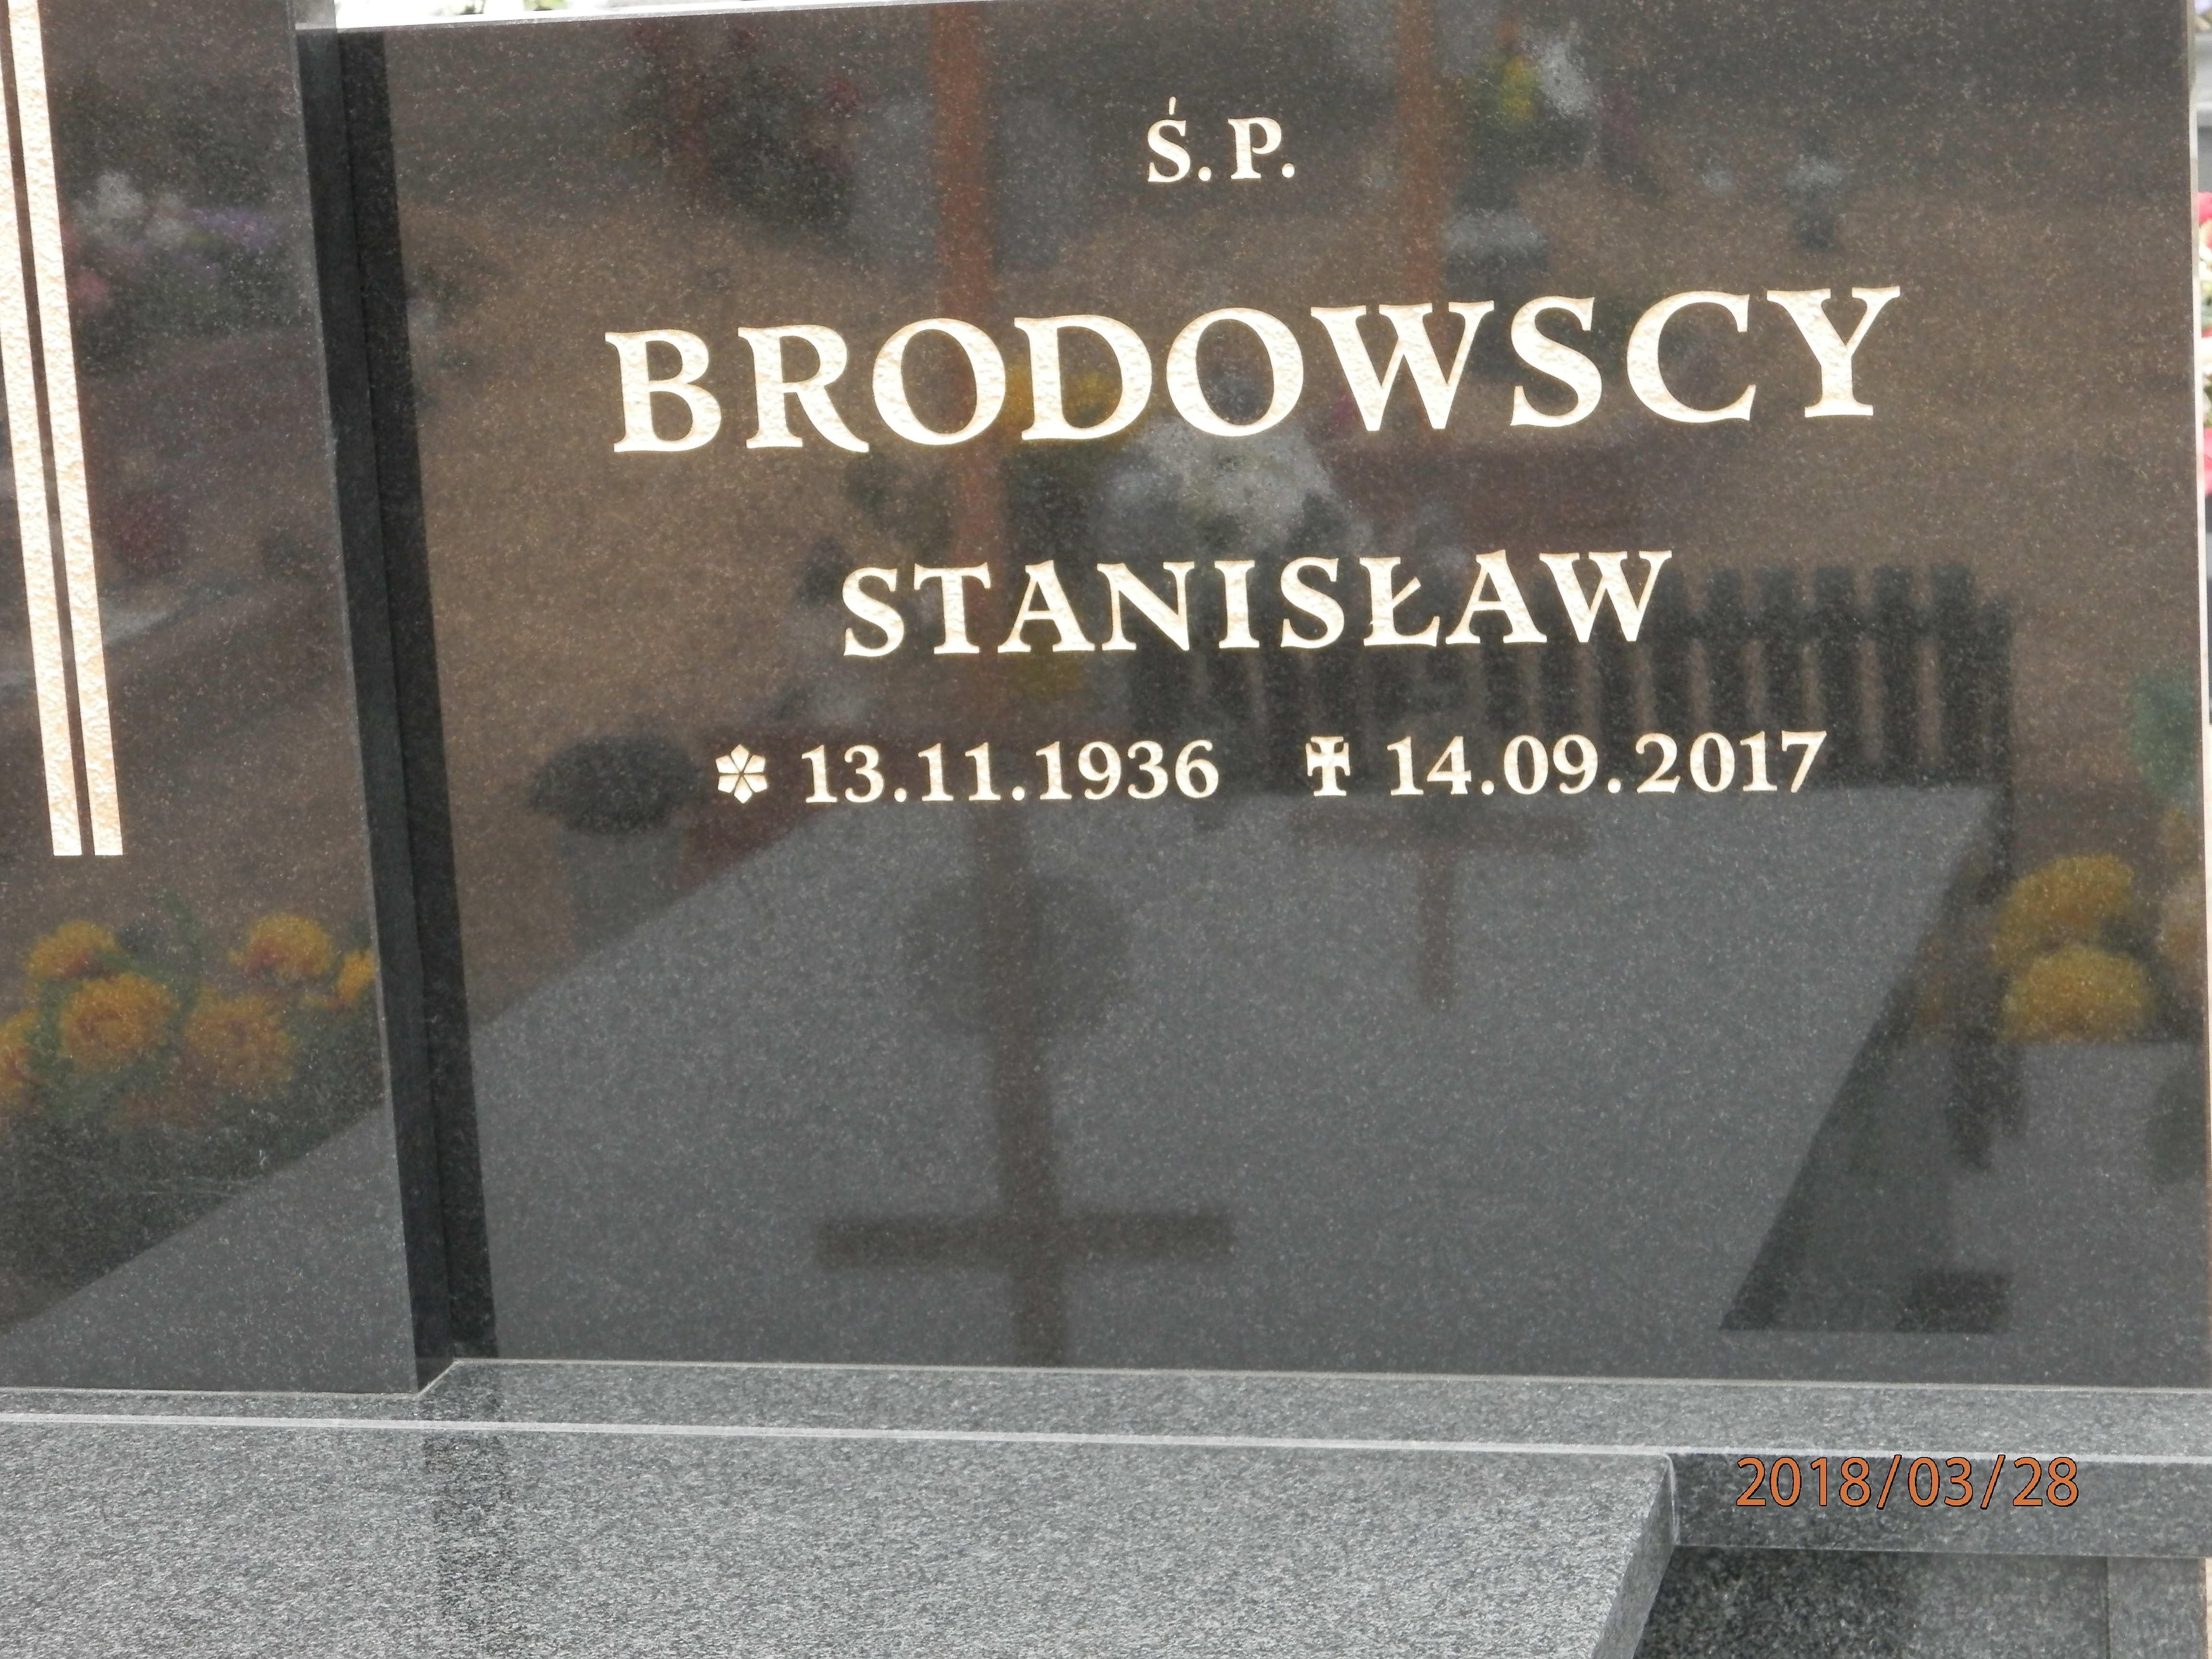 Ś. P.
BRODOWSCY
STANISŁAW
✽ 13.11.1936 ✠ 14.09.2017
2018/03/28